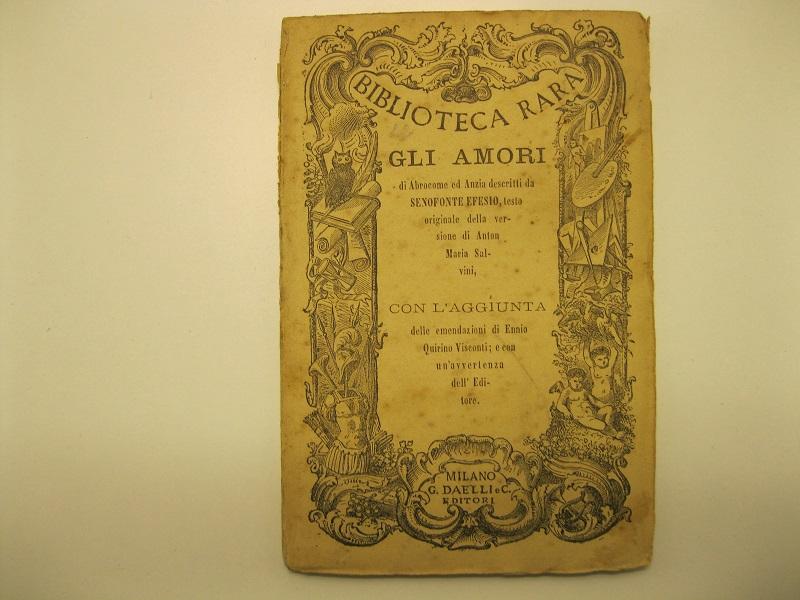 BIBLIOTECA RARA
GLI AMORI
di Abrocome ed Anzia descritti da
SENOFONTE EFESIO, testo
originale della ver-
sione di Anton
Maria Sal-
vini,
CON L'AGGIUNTA
delle emendazioni di Ennio
Quirino Visconti; e con
un'avvertenza
dell' Edi-
tore.
MILANO
G. DAELLI e C.
EDITORI